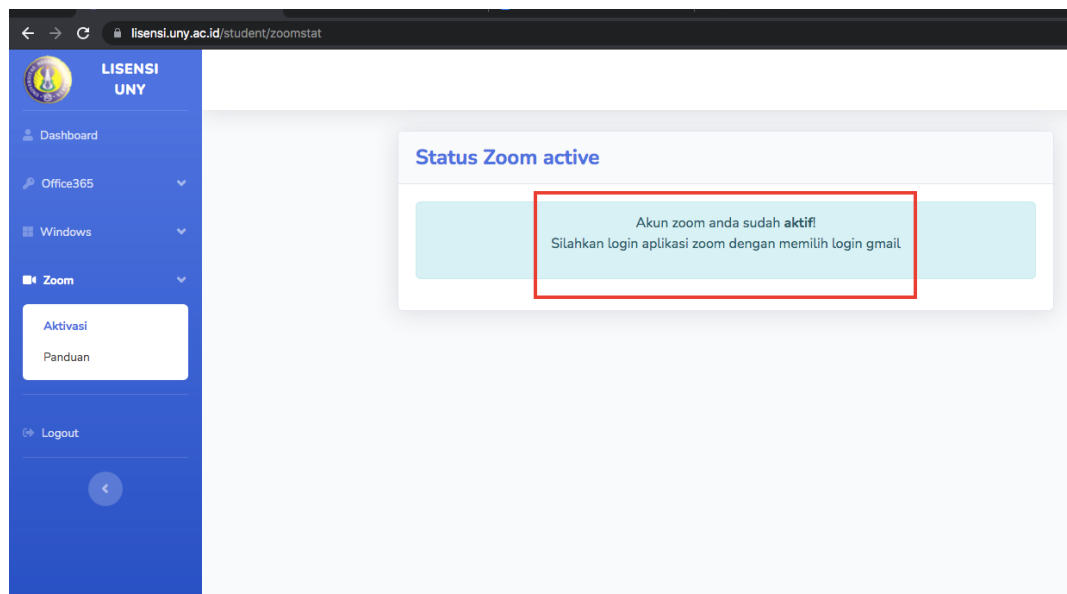 lisensi.uny.ac.id/student/zoomstat
LISENSI
UNY
Dashboard
Office365
Windows
Zoom
Aktivasi
Panduan
Logout
Status Zoom active
Akun zoom anda sudah aktif!
Silahkan login aplikasi zoom dengan memilih login gmail